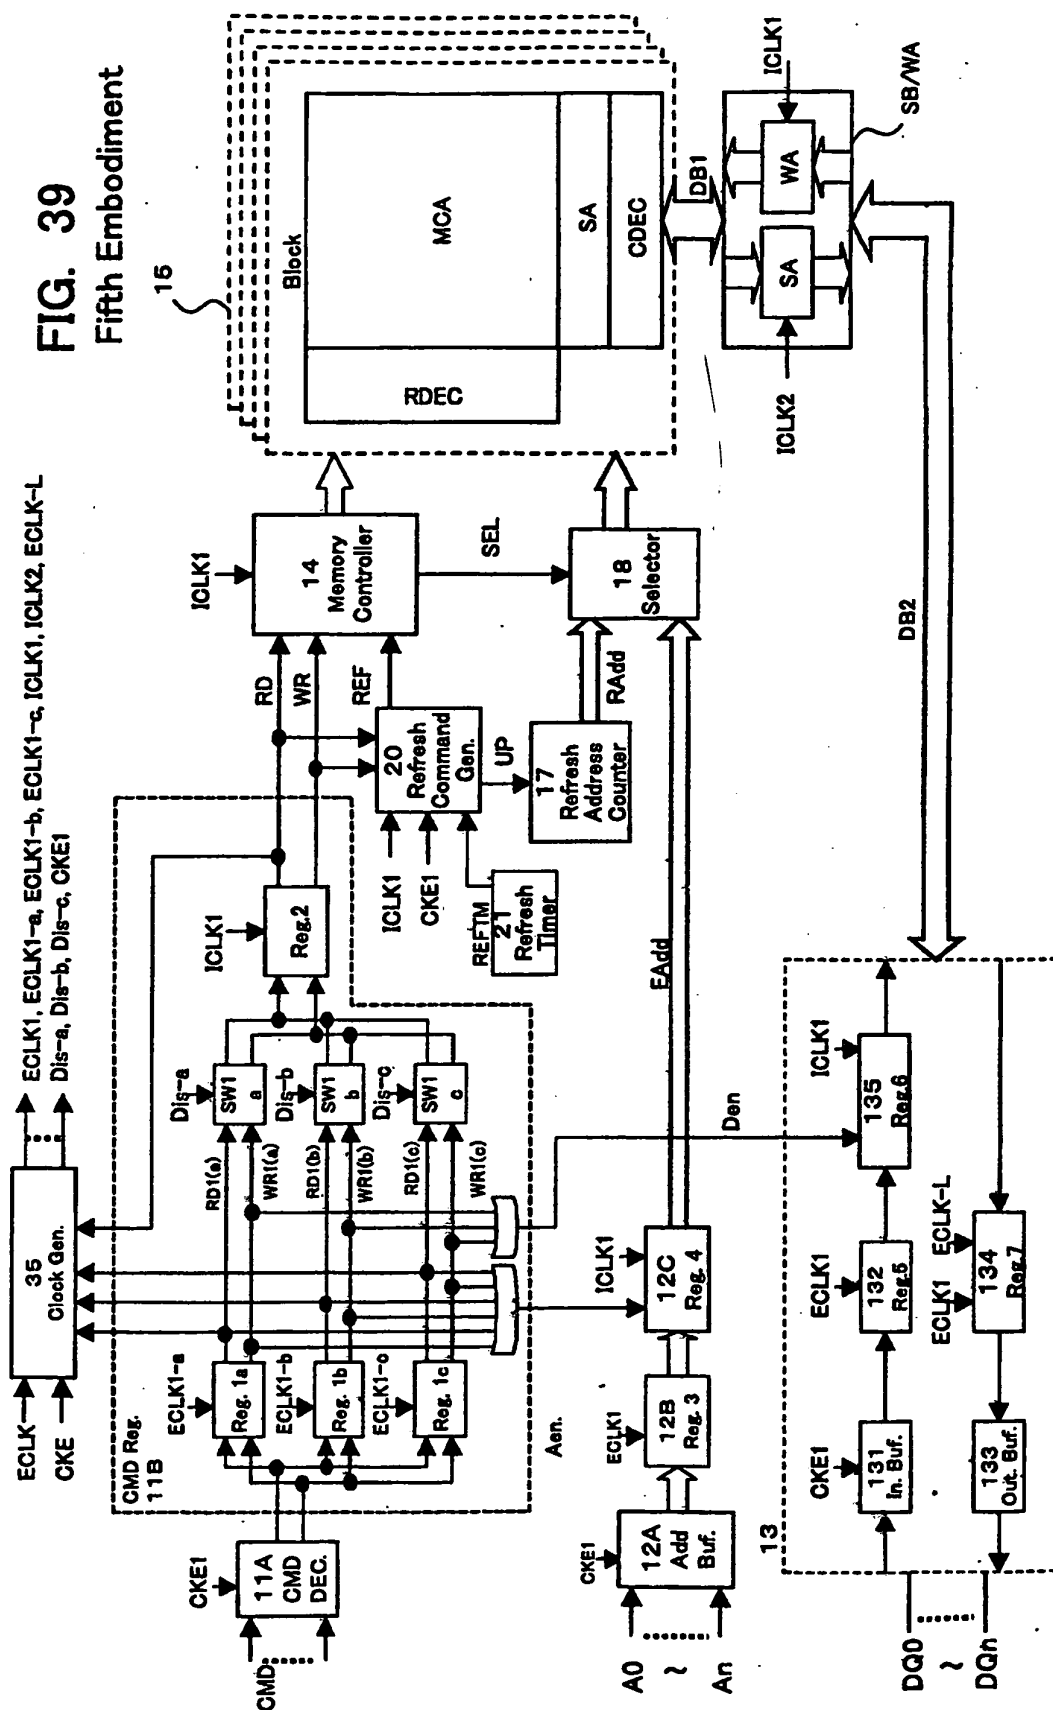 FIG. 39
Fifth Embodiment
ECLK
CKE
35
Clock Gen.
ECLK1, ECLK1-a, ECLK1-b, ECLK1-c, ICLK1, ICLK2, ECLK-L
Dis-a, Dis-b, Dis-c, CKE1
CMD Reg.
11B
CMD
CKE1
11A
CMD
DEC.
ECLK1-a
Reg. 1a
ECLK1-b
Reg. 1b
ECLK1-c
Reg. 1c
RD1(a)
WR1(a)
RD1(b)
WR1(b)
RD1(c)
WR1(c)
Dis-a
SW1
a
Dis-b
SW1
b
Dis-c
SW1
c
ICLK1
Reg.2
RD
WR
REF
ICLK1
14
Memory
Controller
ICLK1
CKE1
20
Refresh
Command
Gen.
REFTM
21
Refresh
Timer
UP
17
Refresh
Address
Counter
RAdd
SEL
18
Selector
15
Block
MCA
RDEC
SA
CDEC
DB1
ICLK1
WA
SA
ICLK2
SB/WA
Aen.
Den
A0
~
An
CKE1
12A
Add
Buf.
ECLK1
12B
Reg. 3
ICLK1
12C
Reg. 4
EAdd
DB2
13
DQ0
~
DQn
CKE1
131
In. Buf.
ECLK1
132
Reg.5
ICLK1
135
Reg.6
133
Out. Buf.
ECLK1
ECLK-L
134
Reg.7